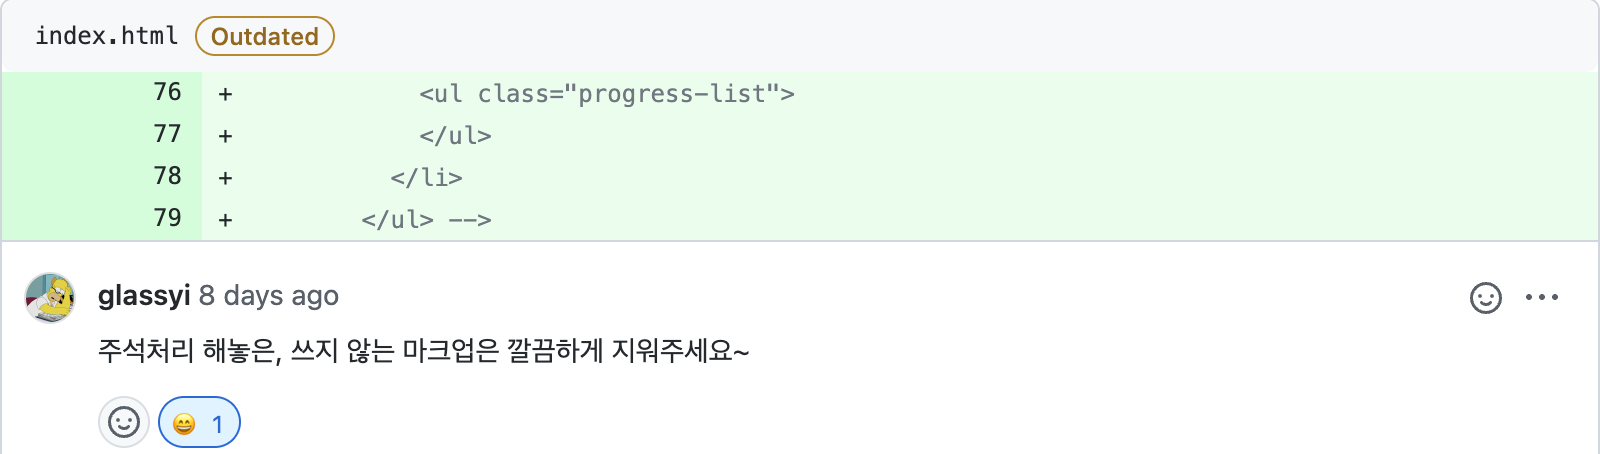 index.html Outdated
76 + <ul class="progress-list">
77 + </ul>
78 + </li>
79 + </ul> -->
glassyi 8 days ago
주석처리 해놓은, 쓰지 않는 마크업은 깔끔하게 지워주세요~
😄 1